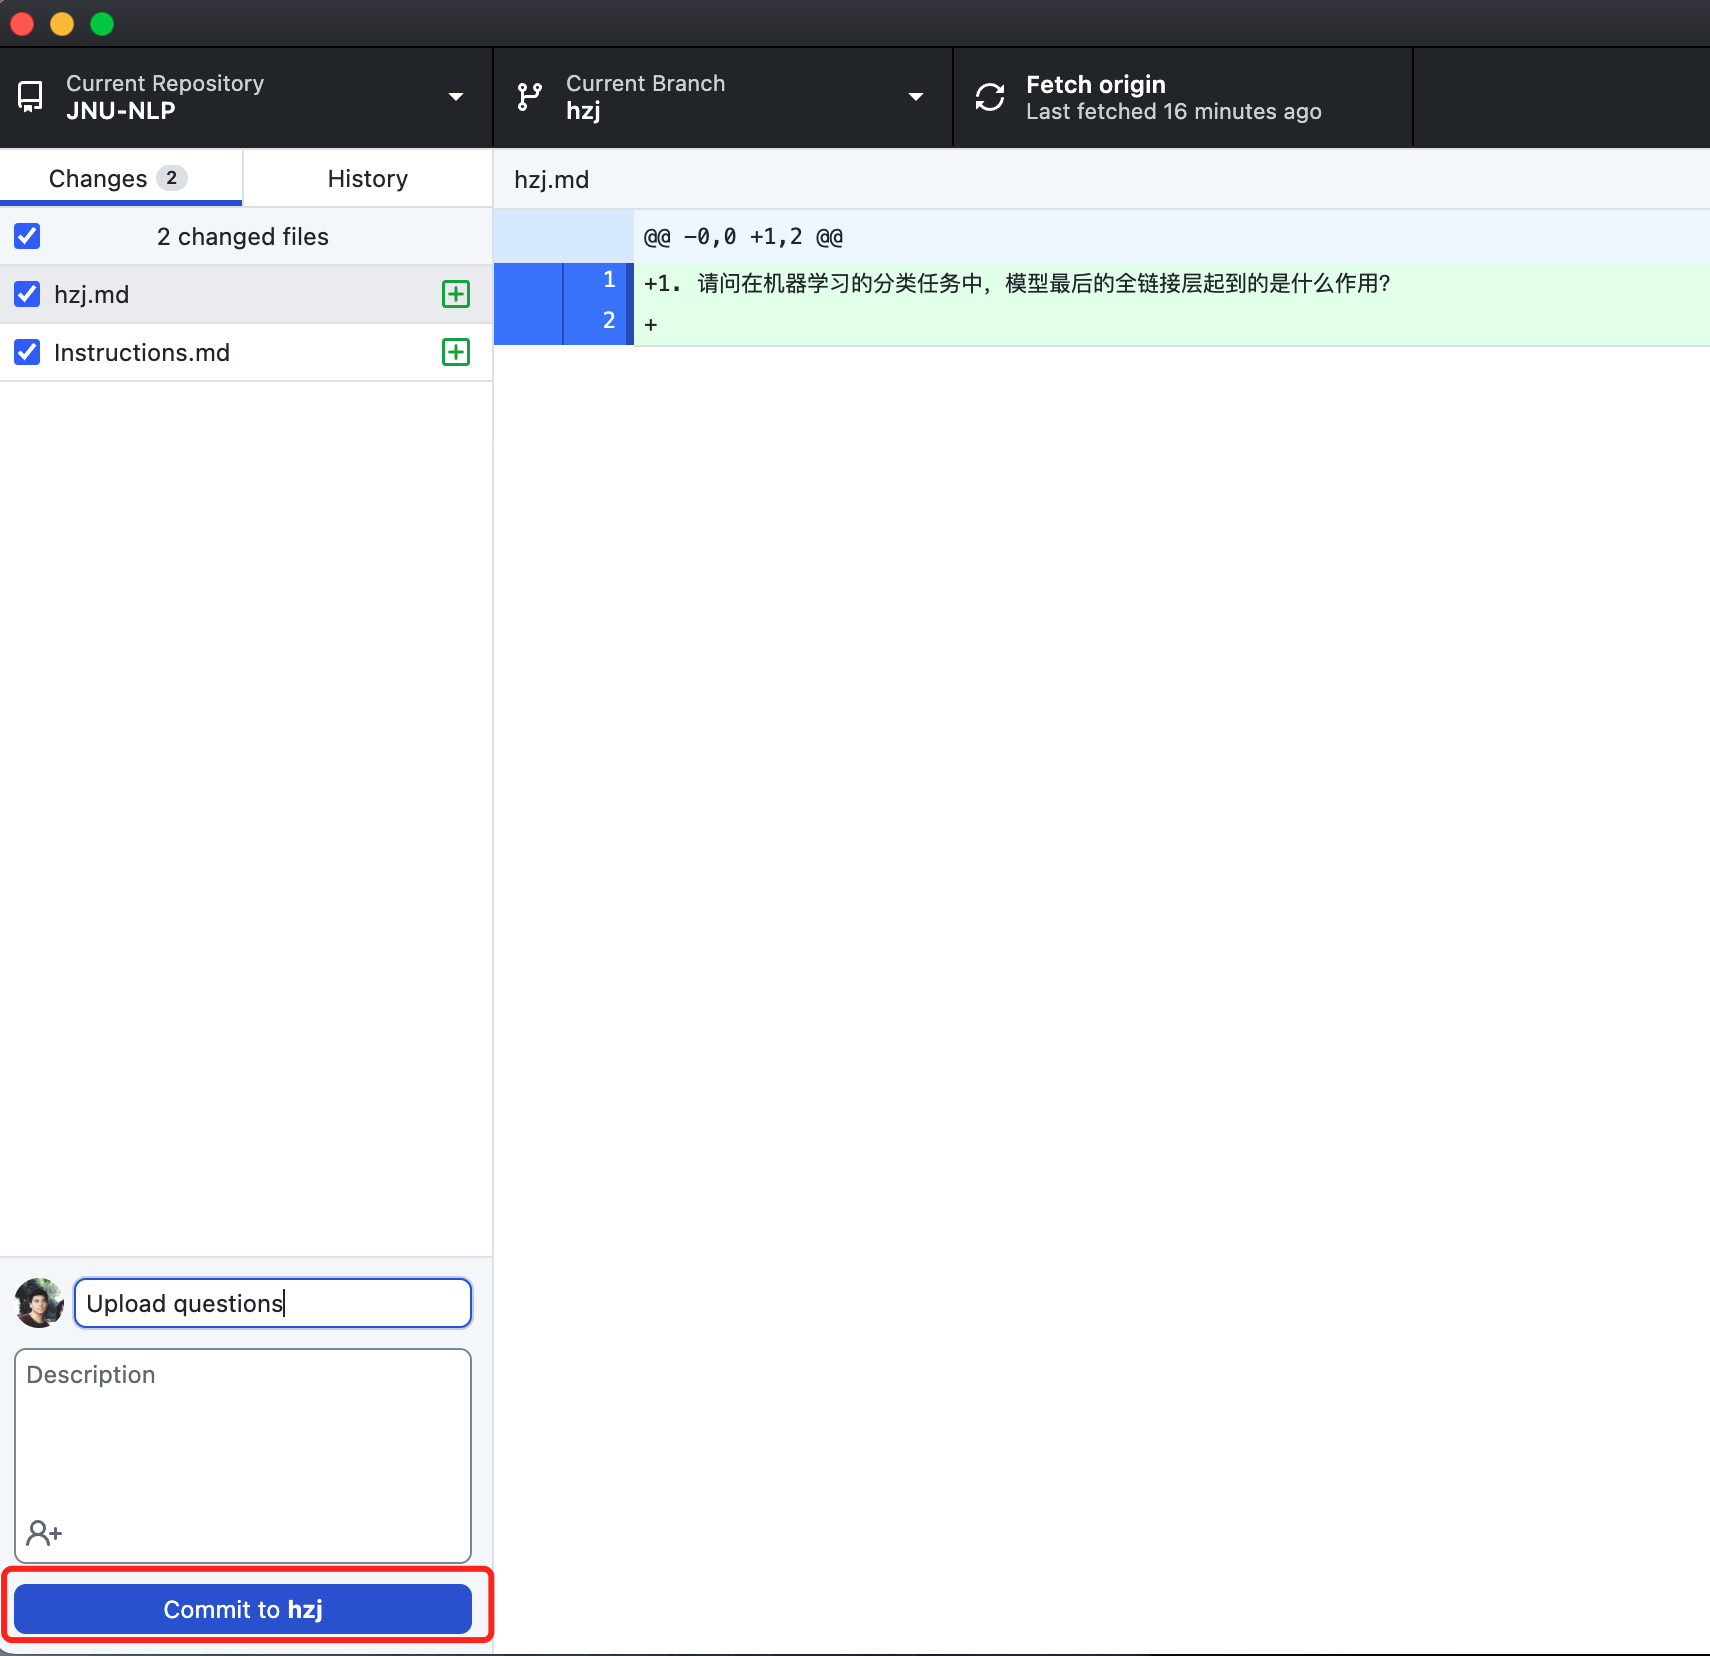 Current Repository
JNU-NLP
Current Branch
hzj
Fetch origin
Last fetched 16 minutes ago
Changes 2
History
hzj.md
2 changed files
@@ -0,0 +1,2 @@
hzj.md
1 +1. 请问在机器学习的分类任务中，模型最后的全链接层起到的是什么作用？
2 +
Instructions.md
Upload questions
Description
Commit to hzj